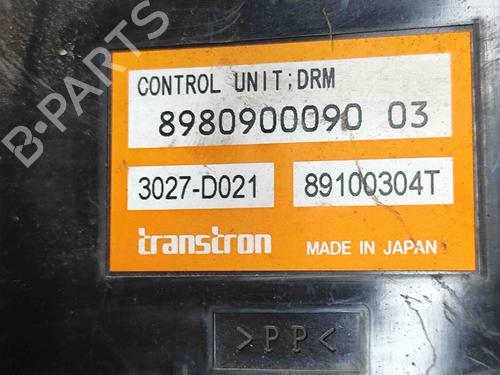 B-PARTS
CONTROL UNIT;DRM
8980900090 03
3027-D021 89100304T
transtron MADE IN JAPAN
>PP<